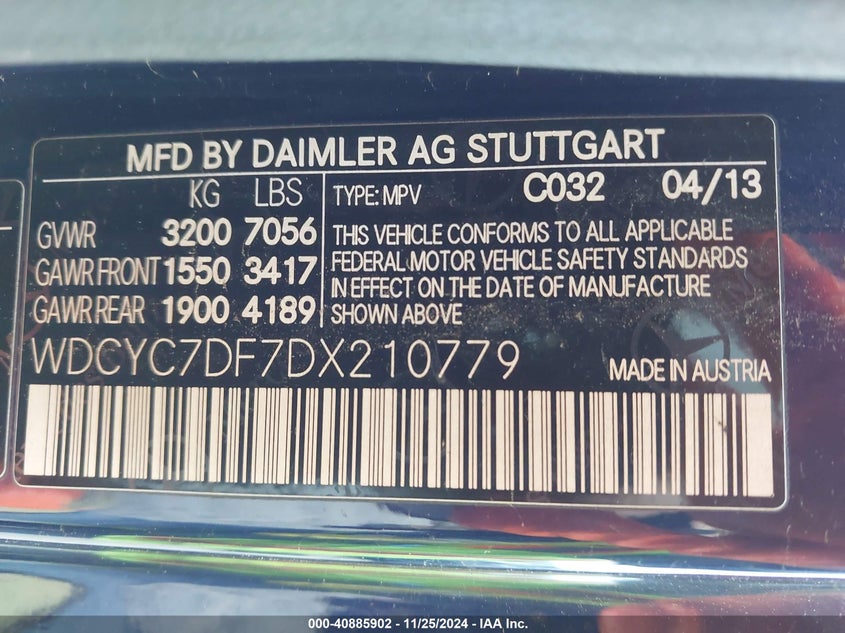 MFD BY DAIMLER AG STUTTGART
KG LBS
GVWR 3200 7056
GAWR FRONT 1550 3417
GAWR REAR 1900 4189
TYPE: MPV C032 04/13
THIS VEHICLE CONFORMS TO ALL APPLICABLE
FEDERAL MOTOR VEHICLE SAFETY STANDARDS
IN EFFECT ON THE DATE OF MANUFACTURE
SHOWN ABOVE
WDCYC7DF7DX210779
MADE IN AUSTRIA
000-40885902 - 11/25/2024 - IAA Inc.